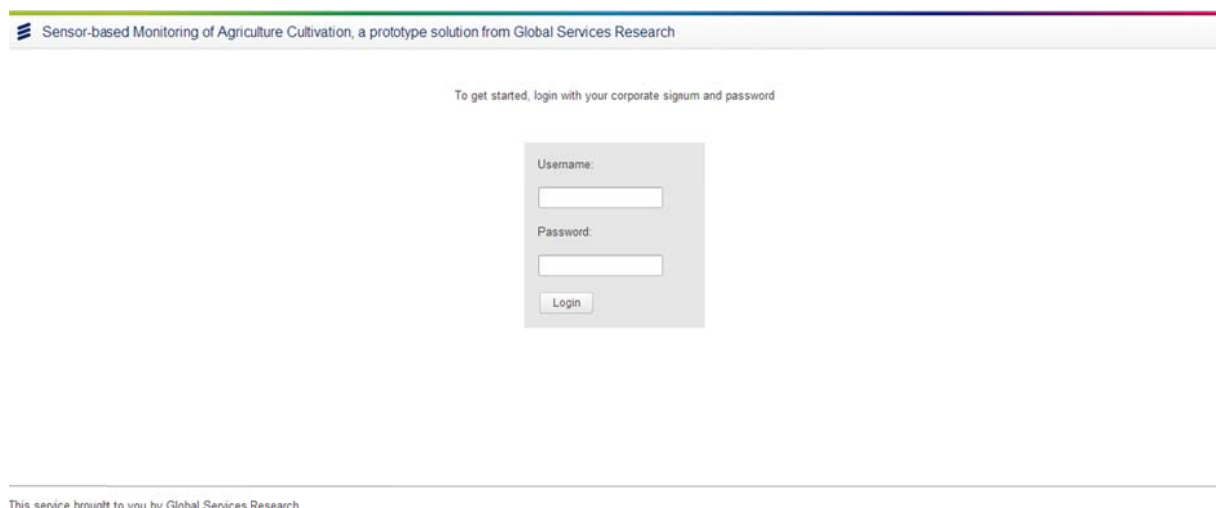 Sensor-based Monitoring of Agriculture Cultivation, a prototype solution from Global Services Research
To get started, login with your corporate signum and password
Username:
Password:
Login
This service brought to you by Global Services Research